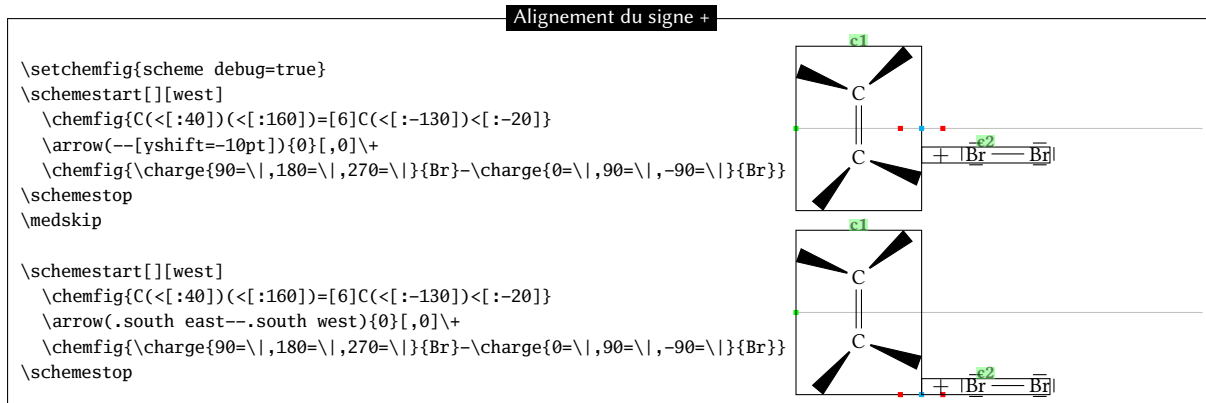 Alignement du signe +
\setchemfig{scheme debug=true}
\schemestart[][west]
\chemfig{C(<[:40])(<[:160])=[6]C(<[:-130])<[:-20]}
\arrow(--[yshift=-10pt]){0}[,0]\+
\chemfig{\charge{90=\|,180=\|,270=\|}{Br}-\charge{0=\|,90=\|,-90=\|}{Br}}
\schemestop
\medskip
\schemestart[][west]
\chemfig{C(<[:40])(<[:160])=[6]C(<[:-130])<[:-20]}
\arrow(.south east--.south west){0}[,0]\+
\chemfig{\charge{90=\|,180=\|,270=\|}{Br}-\charge{0=\|,90=\|,-90=\|}{Br}}
\schemestop
c1
C
C
c2
+ |Br — Br|
c1
C
C
c2
+ |Br — Br|